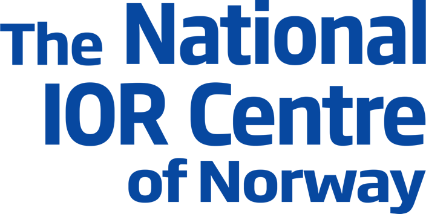 The National
IOR Centre
of Norway